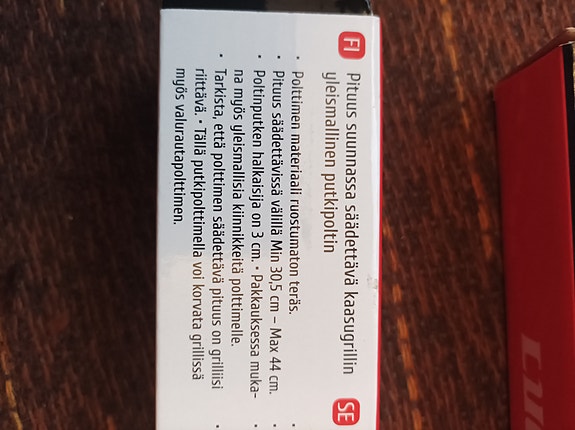 FI Pituus suunnassa säädettävä kaasugrillin
yleismallinen putkipoltin
• Polttimen materiaali ruostumaton teräs.
• Pituus säädettävissä välillä Min 30,5 cm – Max 44 cm.
• Poltinputken halkaisija on 3 cm. • Pakkauksessa muka-
na myös yleismallisia kiinnikkeitä polttimelle.
• Tarkista, että polttimen säädettävä pituus on grilliisi
riittävä. • Tällä putkipolttimella voi korvata grillissä
myös valurautapolttimen.
SE